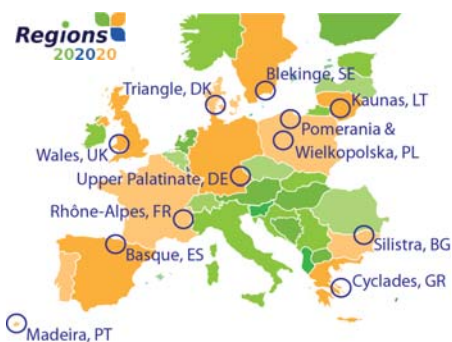 Regions
202020
Blekinge, SE
Triangle, DK
Kaunas, LT
Pomerania &
Wielkopolska, PL
Wales, UK
Upper Palatinate, DE
Rhône-Alpes, FR
Silistra, BG
Basque, ES
Cyclades, GR
Madeira, PT